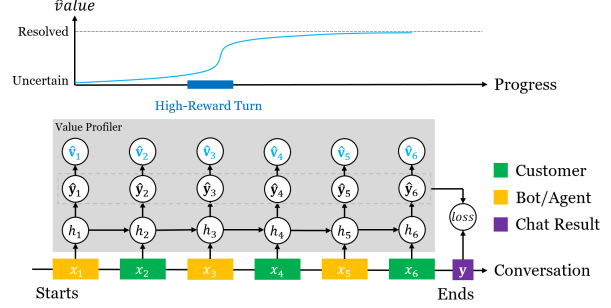 v̂alue
Resolved
Uncertain
Progress
High-Reward Turn
Value Profiler
v̂₁ v̂₂ v̂₃ v̂₄ v̂₅ v̂₆
ŷ₁ ŷ₂ ŷ₃ ŷ₄ ŷ₅ ŷ₆
h₁ h₂ h₃ h₄ h₅ h₆
loss
Customer
Bot/Agent
Chat Result
x₁ x₂ x₃ x₄ x₅ x₆ y
Conversation
Starts
Ends